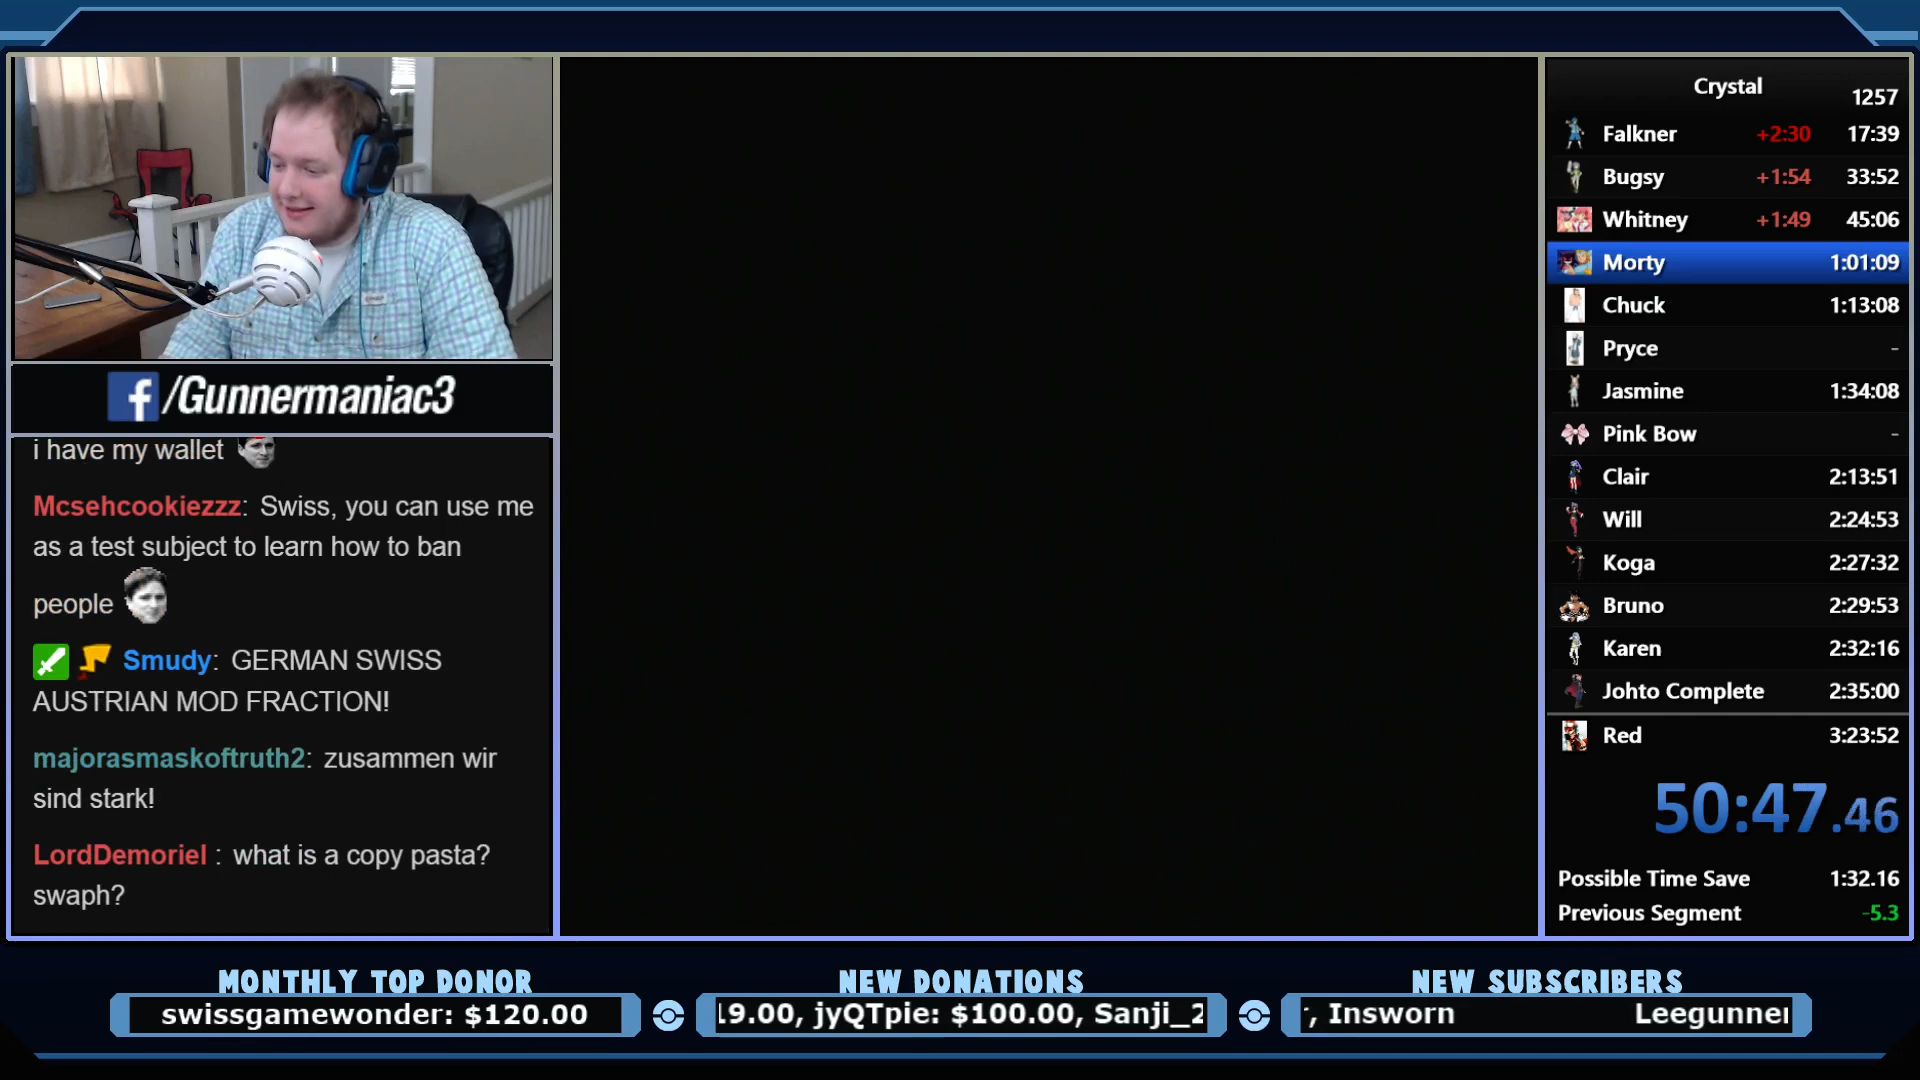 /Gunnermaniac3
i have my wallet
Mcsehcookiezzz: Swiss, you can use me
as a test subject to learn how to ban
people
Smudy: GERMAN SWISS
AUSTRIAN MOD FRACTION!
majorasmaskoftruth2: zusammen wir
sind stark!
LordDemoriel : what is a copy pasta?
swaph?
Crystal
1257
Falkner +2:30 17:39
Bugsy +1:54 33:52
Whitney +1:49 45:06
Morty 1:01:09
Chuck 1:13:08
Pryce -
Jasmine 1:34:08
Pink Bow -
Clair 2:13:51
Will 2:24:53
Koga 2:27:32
Bruno 2:29:53
Karen 2:32:16
Johto Complete 2:35:00
Red 3:23:52
50:47.46
Possible Time Save 1:32.16
Previous Segment -5.3
MONTHLY TOP DONOR
swissgamewonder: $120.00
NEW DONATIONS
19.00, jyQTpie: $100.00, Sanji_2
NEW SUBSCRIBERS
, Insworn Leegunner